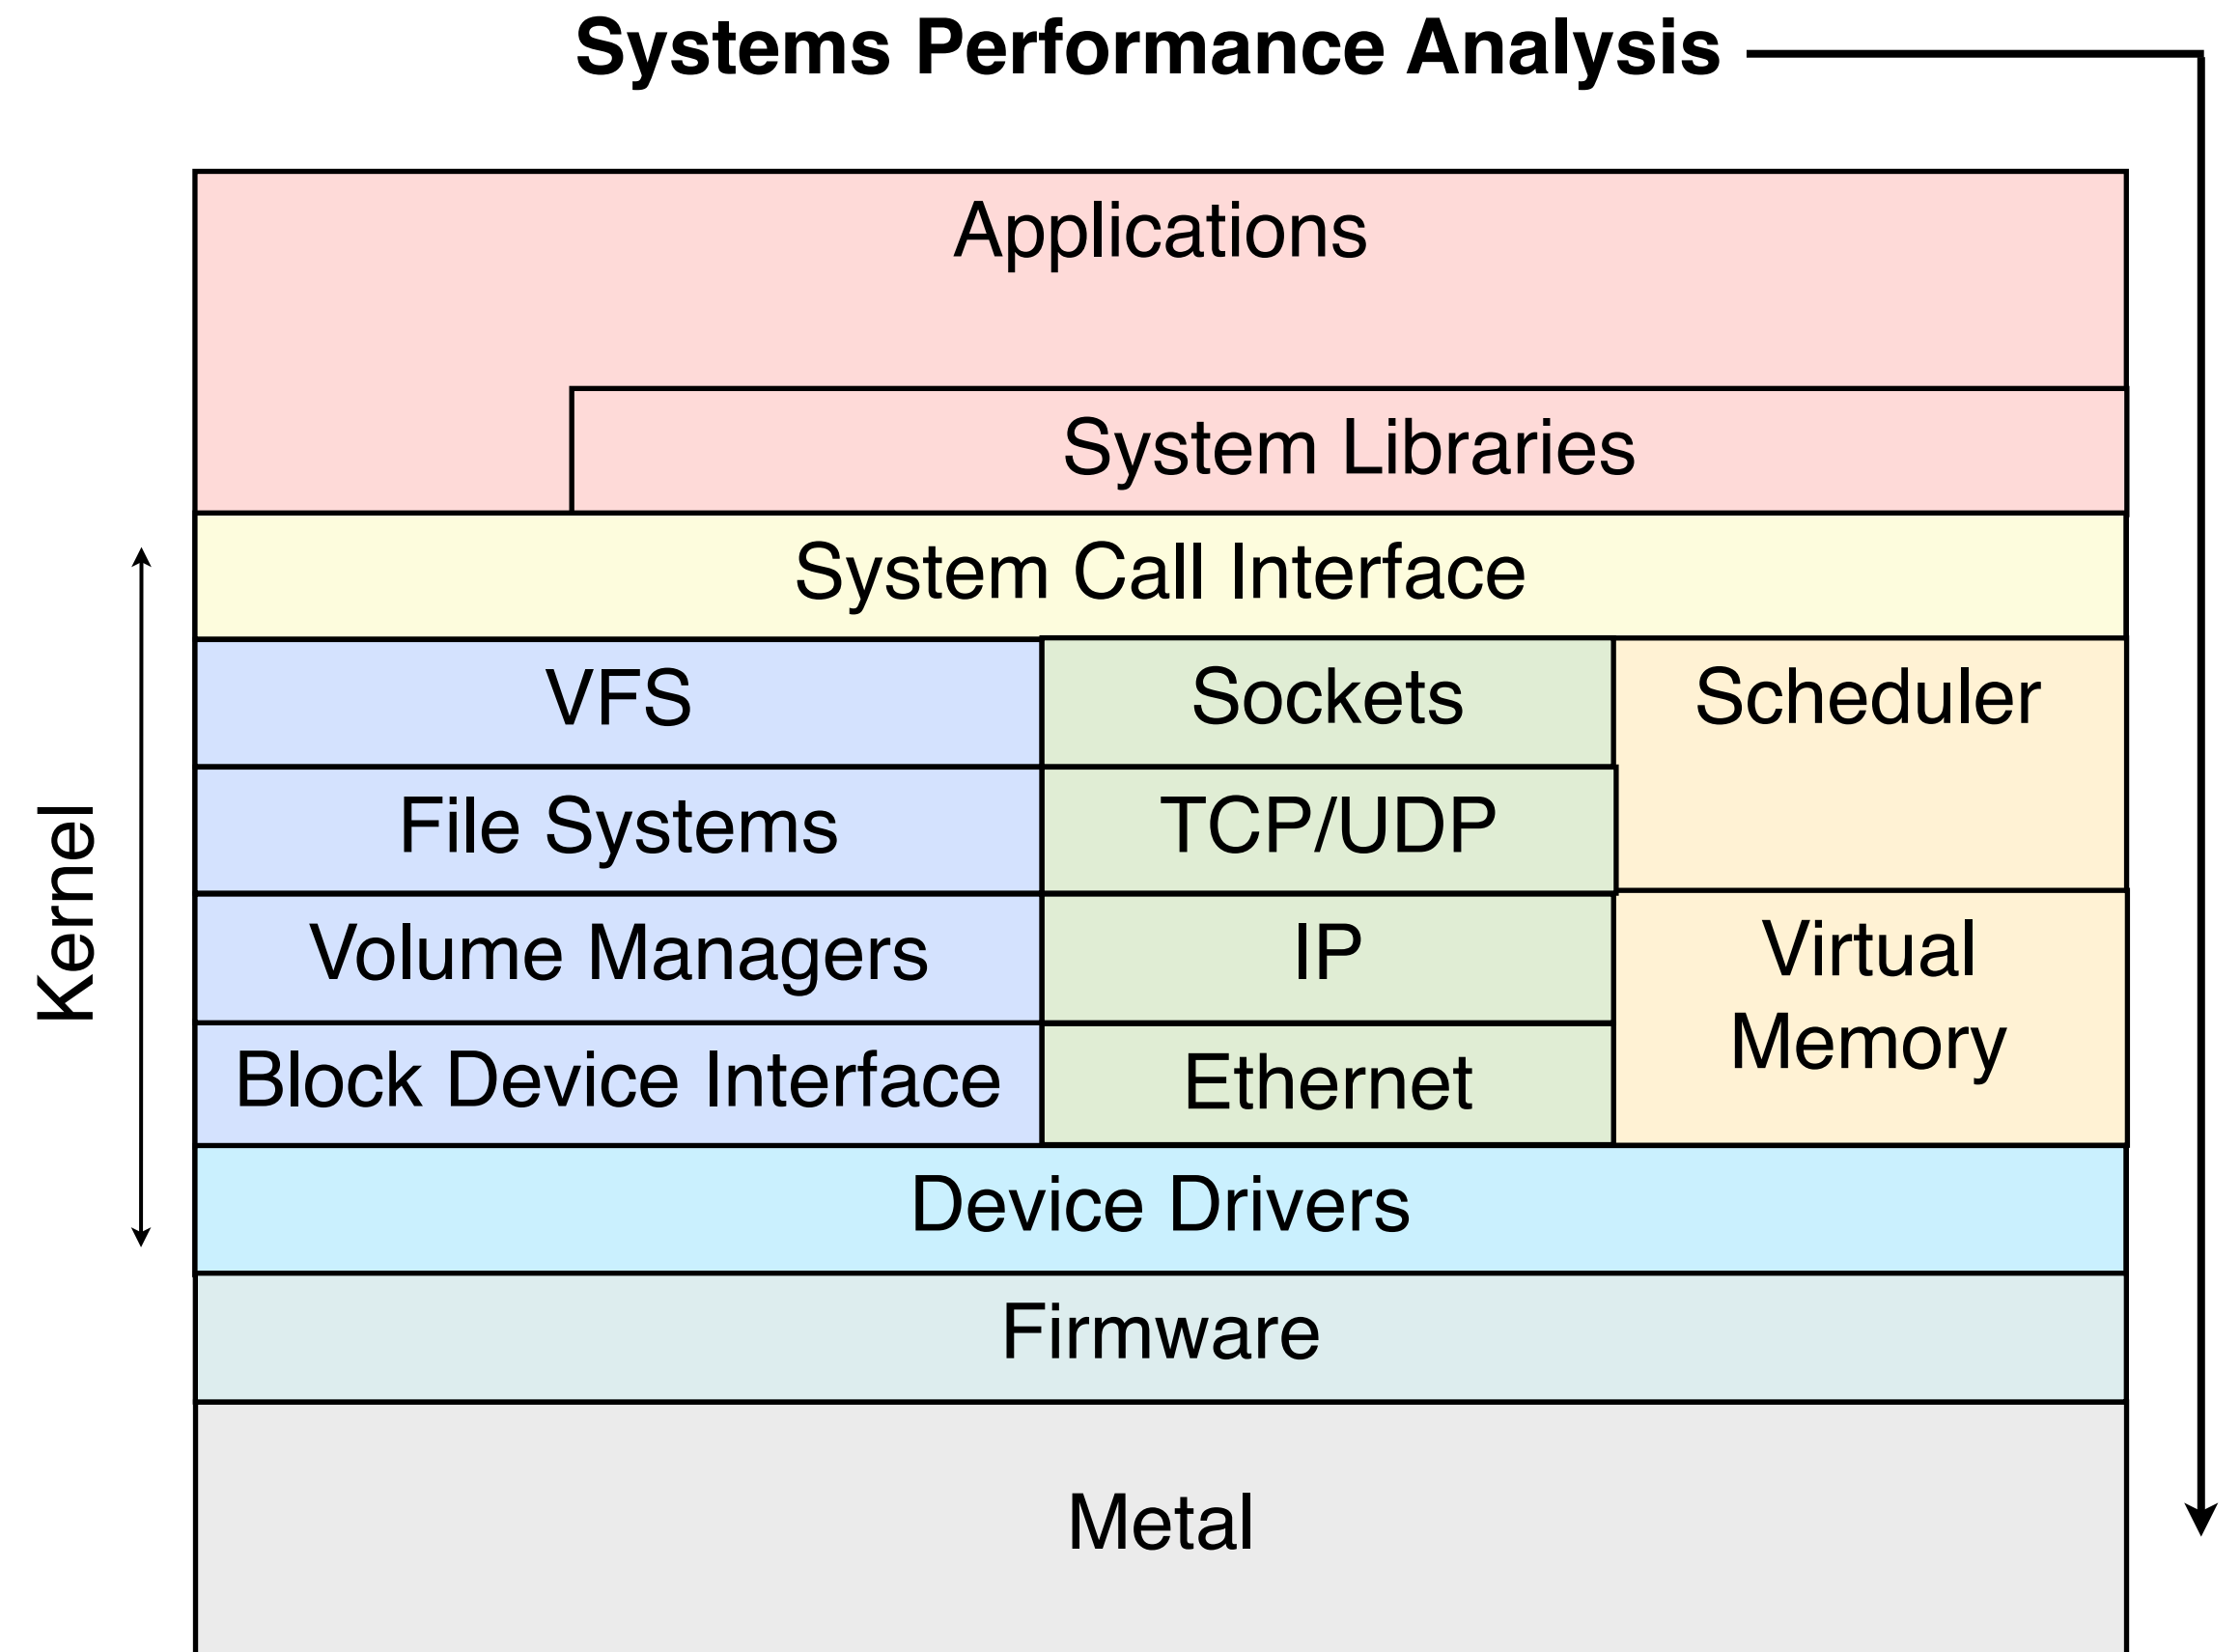 Systems Performance Analysis
Applications
System Libraries
System Call Interface
VFS
Sockets
Scheduler
File Systems
TCP/UDP
Volume Managers
IP
Virtual
Memory
Block Device Interface
Ethernet
Device Drivers
Firmware
Metal
Kernel